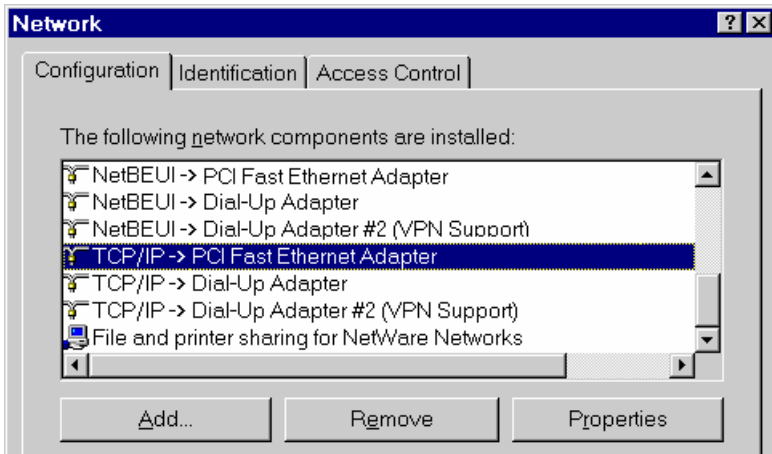 Network
Configuration Identification Access Control
The following network components are installed:
NetBEUI -> PCI Fast Ethernet Adapter
NetBEUI -> Dial-Up Adapter
NetBEUI -> Dial-Up Adapter #2 (VPN Support)
TCP/IP -> PCI Fast Ethernet Adapter
TCP/IP -> Dial-Up Adapter
TCP/IP -> Dial-Up Adapter #2 (VPN Support)
File and printer sharing for NetWare Networks
Add... Remove Properties